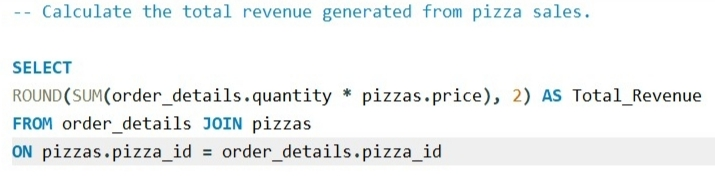 -- Calculate the total revenue generated from pizza sales.
SELECT
ROUND(SUM(order_details.quantity * pizzas.price), 2) AS Total_Revenue
FROM order_details JOIN pizzas
ON pizzas.pizza_id = order_details.pizza_id